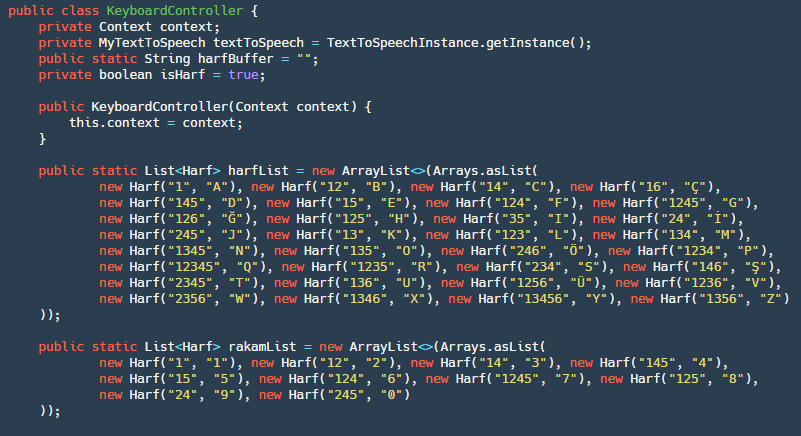 public class KeyboardController {
    private Context context;
    private MyTextToSpeech textToSpeech = TextToSpeechInstance.getInstance();
    public static String harfBuffer = "";
    private boolean isHarf = true;

    public KeyboardController(Context context) {
        this.context = context;
    }

    public static List<Harf> harfList = new ArrayList<>(Arrays.asList(
            new Harf("1", "A"), new Harf("12", "B"), new Harf("14", "C"), new Harf("16", "Ç"),
            new Harf("145", "D"), new Harf("15", "E"), new Harf("124", "F"), new Harf("1245", "G"),
            new Harf("126", "Ğ"), new Harf("125", "H"), new Harf("35", "I"), new Harf("24", "İ"),
            new Harf("245", "J"), new Harf("13", "K"), new Harf("123", "L"), new Harf("134", "M"),
            new Harf("1345", "N"), new Harf("135", "O"), new Harf("246", "Ö"), new Harf("1234", "P"),
            new Harf("12345", "Q"), new Harf("1235", "R"), new Harf("234", "S"), new Harf("146", "Ş"),
            new Harf("2345", "T"), new Harf("136", "U"), new Harf("1256", "Ü"), new Harf("1236", "V"),
            new Harf("2356", "W"), new Harf("1346", "X"), new Harf("13456", "Y"), new Harf("1356", "Z")
    ));

    public static List<Harf> rakamList = new ArrayList<>(Arrays.asList(
            new Harf("1", "1"), new Harf("12", "2"), new Harf("14", "3"), new Harf("145", "4"),
            new Harf("15", "5"), new Harf("124", "6"), new Harf("1245", "7"), new Harf("125", "8"),
            new Harf("24", "9"), new Harf("245", "0")
    ));